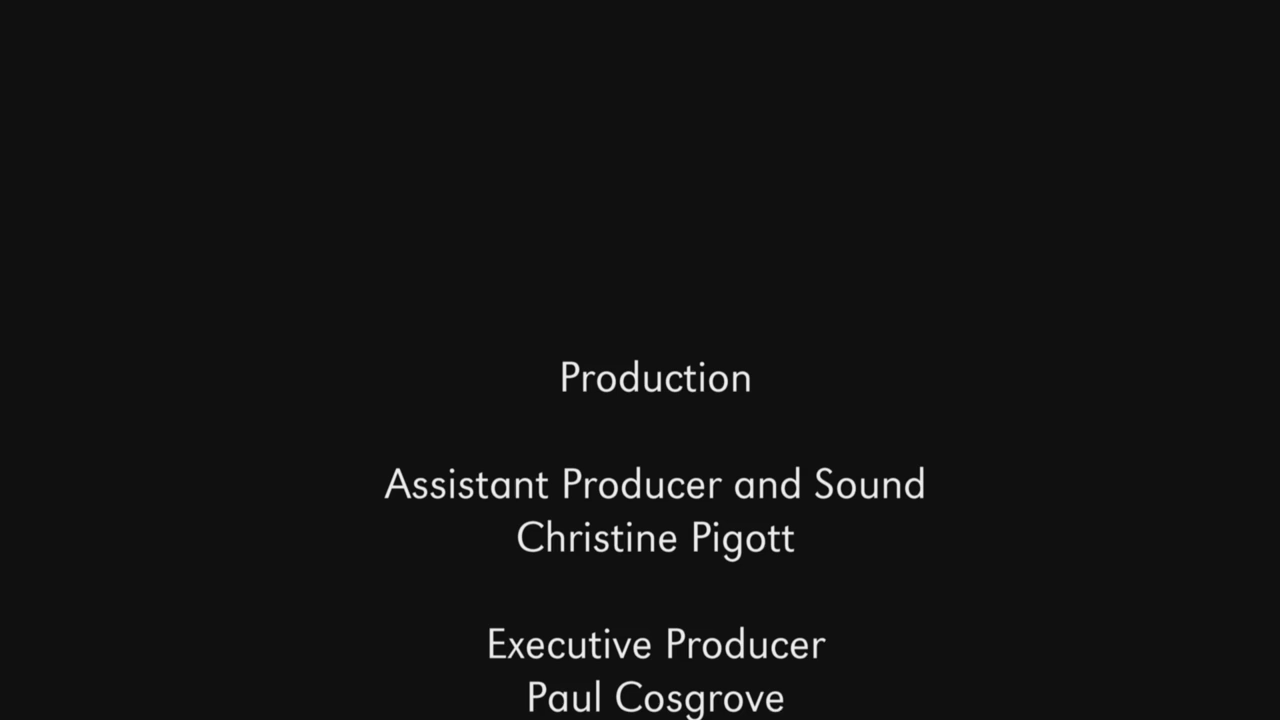 Production
Assistant Producer and Sound
Christine Pigott
Executive Producer
Paul Cosgrove